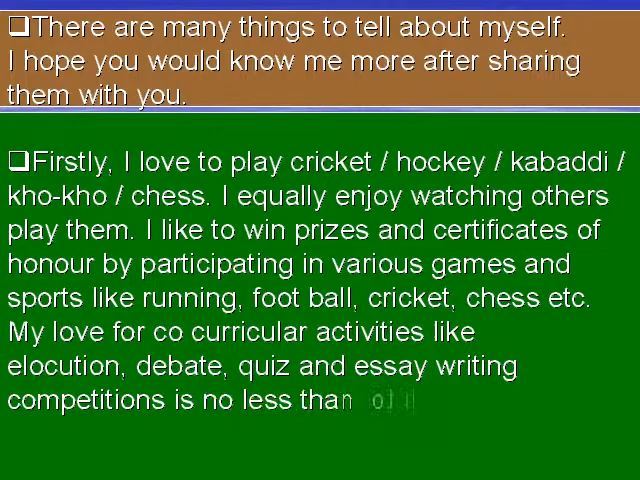 ❑There are many things to tell about myself.
I hope you would know me more after sharing
them with you.
❑Firstly, I love to play cricket / hockey / kabaddi /
kho-kho / chess. I equally enjoy watching others
play them. I like to win prizes and certificates of
honour by participating in various games and
sports like running, foot ball, cricket, chess etc.
My love for co curricular activities like
elocution, debate, quiz and essay writing
competitions is no less than